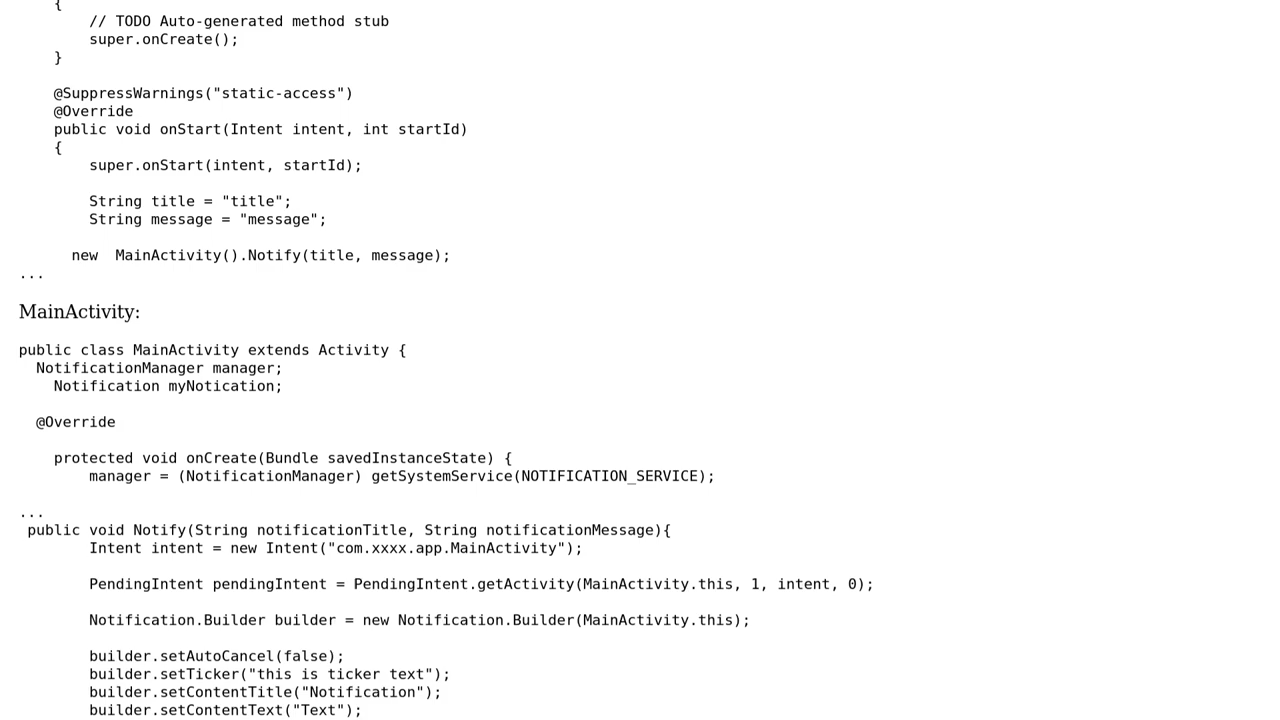 {
// TODO Auto-generated method stub
super.onCreate();
}
@SuppressWarnings("static-access")
@Override
public void onStart(Intent intent, int startId)
{
super.onStart(intent, startId);
String title = "title";
String message = "message";
new  MainActivity().Notify(title, message);
...
MainActivity:
public class MainActivity extends Activity {
NotificationManager manager;
Notification myNotication;
@Override
protected void onCreate(Bundle savedInstanceState) {
manager = (NotificationManager) getSystemService(NOTIFICATION_SERVICE);
...
public void Notify(String notificationTitle, String notificationMessage){
Intent intent = new Intent("com.xxxx.app.MainActivity");
PendingIntent pendingIntent = PendingIntent.getActivity(MainActivity.this, 1, intent, 0);
Notification.Builder builder = new Notification.Builder(MainActivity.this);
builder.setAutoCancel(false);
builder.setTicker("this is ticker text");
builder.setContentTitle("Notification");
builder.setContentText("Text");